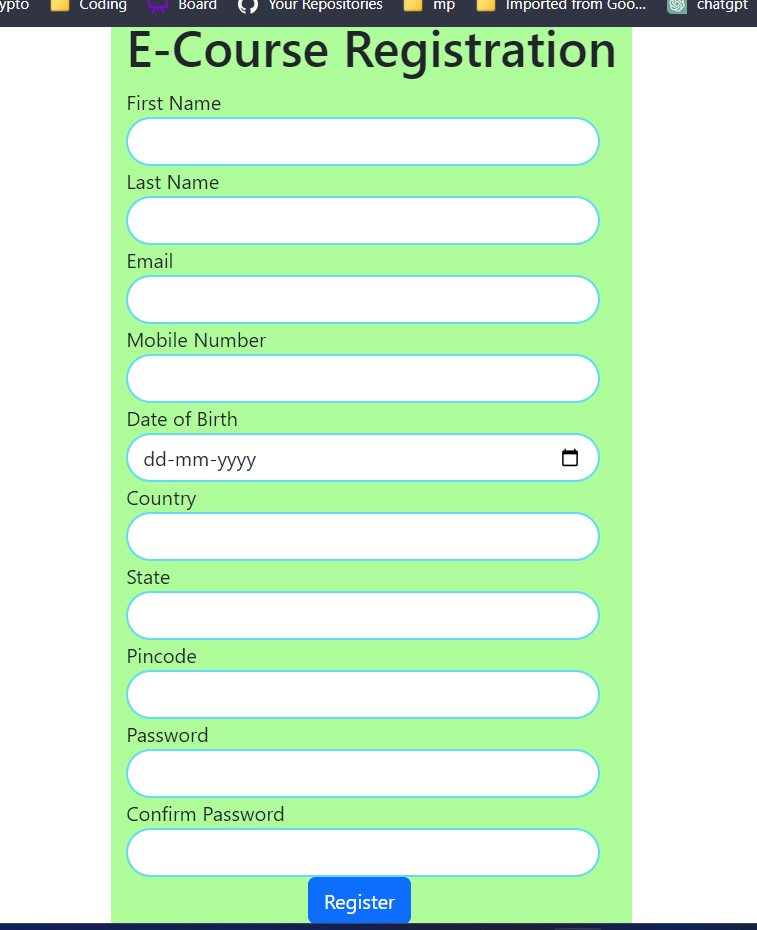 Coding Board Your Repositories mp Imported from Goo... chatgpt
E-Course Registration
First Name
Last Name
Email
Mobile Number
Date of Birth
dd-mm-yyyy
Country
State
Pincode
Password
Confirm Password
Register